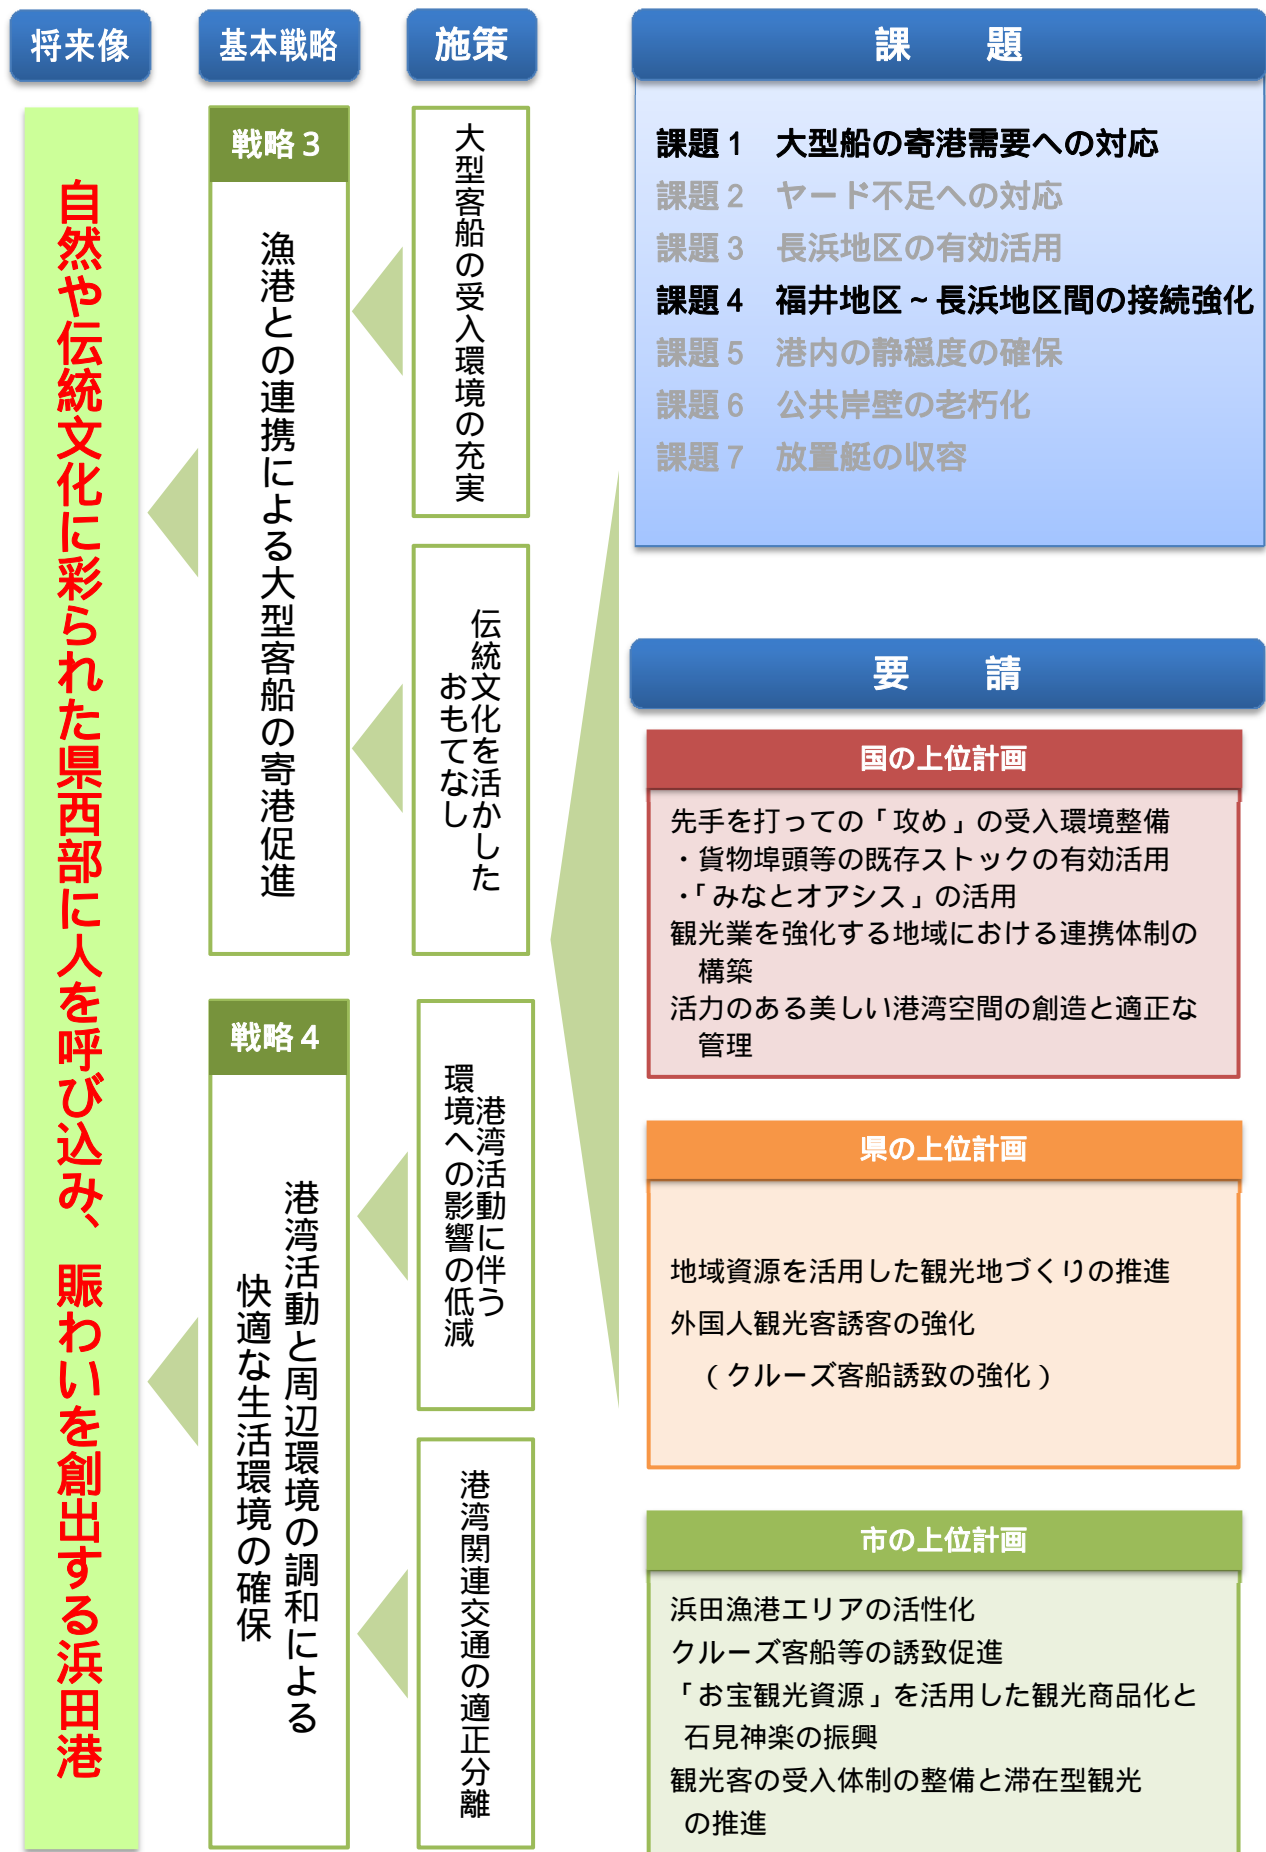 将来像
自然や伝統文化に彩られた県西部に人を呼び込み、賑わいを創出する浜田港
基本戦略
戦略３
漁港との連携による大型客船の寄港促進
戦略４
港湾活動と周辺環境の調和による
快適な生活環境の確保
施策
大型客船の受入環境の充実
伝統文化を活かした
おもてなし
港湾活動に伴う
環境への影響の低減
港湾関連交通の適正分離
課　　題
課題１　大型船の寄港需要への対応
課題２　ヤード不足への対応
課題３　長浜地区の有効活用
課題４　福井地区～長浜地区間の接続強化
課題５　港内の静穏度の確保
課題６　公共岸壁の老朽化
課題７　放置艇の収容
要　　請
国の上位計画
先手を打っての「攻め」の受入環境整備
・貨物埠頭等の既存ストックの有効活用
・「みなとオアシス」の活用
観光業を強化する地域における連携体制の
構築
活力のある美しい港湾空間の創造と適正な
管理
県の上位計画
地域資源を活用した観光地づくりの推進
外国人観光客誘客の強化
（クルーズ客船誘致の強化）
市の上位計画
浜田漁港エリアの活性化
クルーズ客船等の誘致促進
「お宝観光資源」を活用した観光商品化と
石見神楽の振興
観光客の受入体制の整備と滞在型観光
の推進